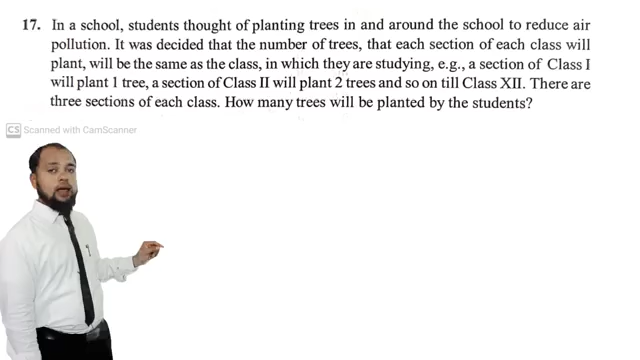 17. In a school, students thought of planting trees in and around the school to reduce air
pollution. It was decided that the number of trees, that each section of each class will
plant, will be the same as the class, in which they are studying, e.g., a section of Class I
will plant 1 tree, a section of Class II will plant 2 trees and so on till Class XII. There are
three sections of each class. How many trees will be planted by the students?
CS Scanned with CamScanner